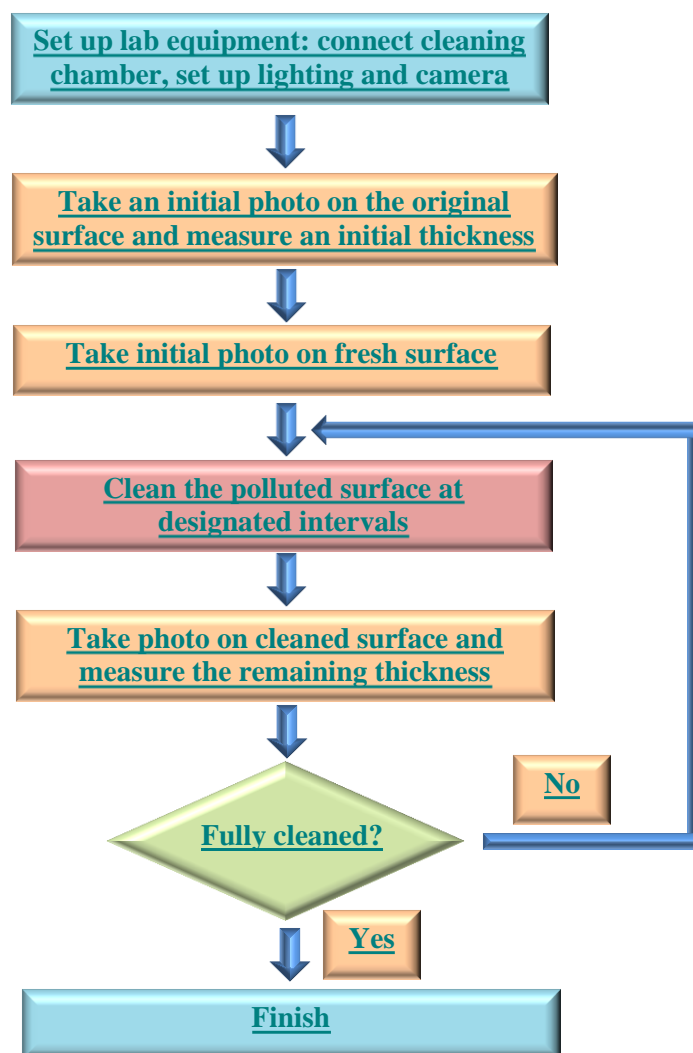 Set up lab equipment: connect cleaning
chamber, set up lighting and camera
Take an initial photo on the original
surface and measure an initial thickness
Take initial photo on fresh surface
Clean the polluted surface at
designated intervals
Take photo on cleaned surface and
measure the remaining thickness
No
Fully cleaned?
Yes
Finish